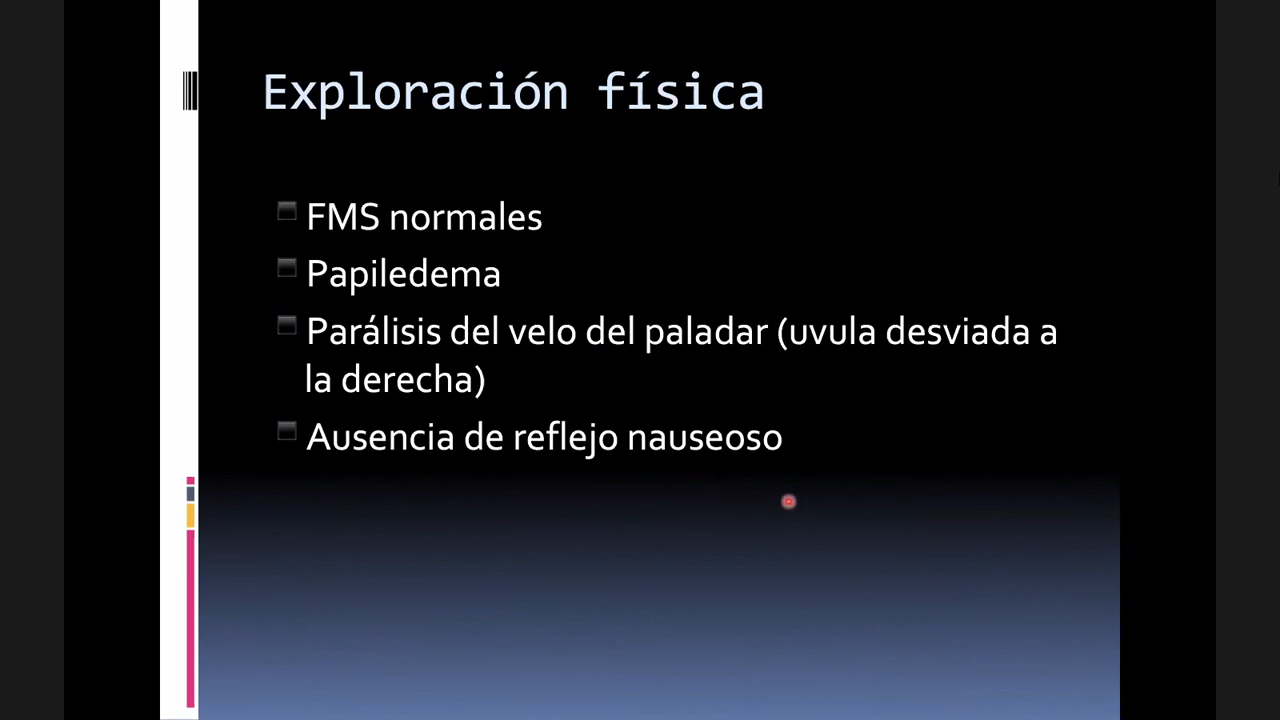 Exploración física
FMS normales
Papiledema
Parálisis del velo del paladar (uvula desviada a
la derecha)
Ausencia de reflejo nauseoso